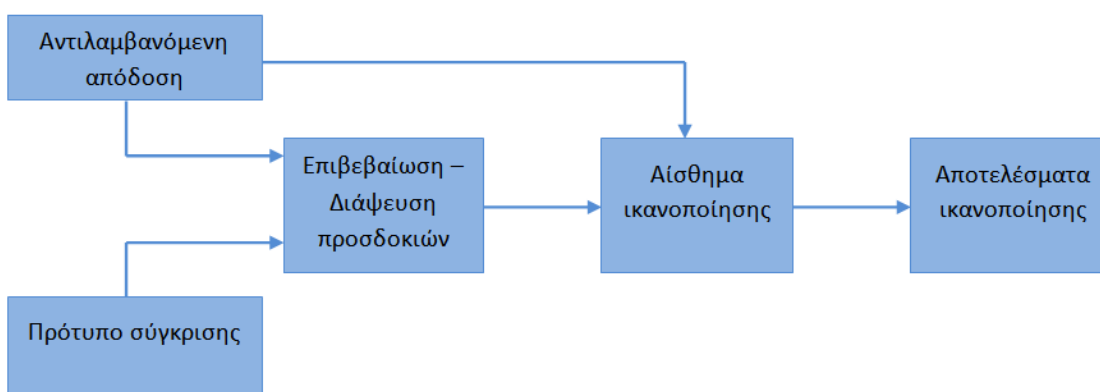 Αντιλαμβανόμενη
απόδοση
Επιβεβαίωση –
Διάψευση
προσδοκιών
Αίσθημα
ικανοποίησης
Αποτελέσματα
ικανοποίησης
Πρότυπο σύγκρισης